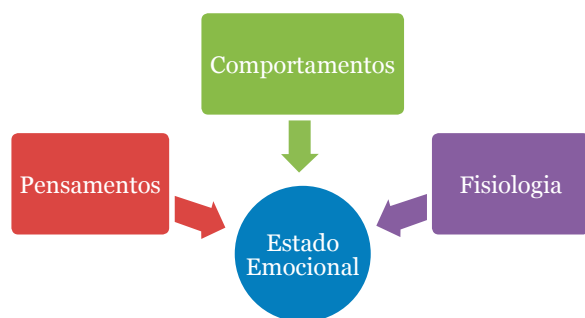 Comportamentos
Pensamentos
Fisiologia
Estado
Emocional